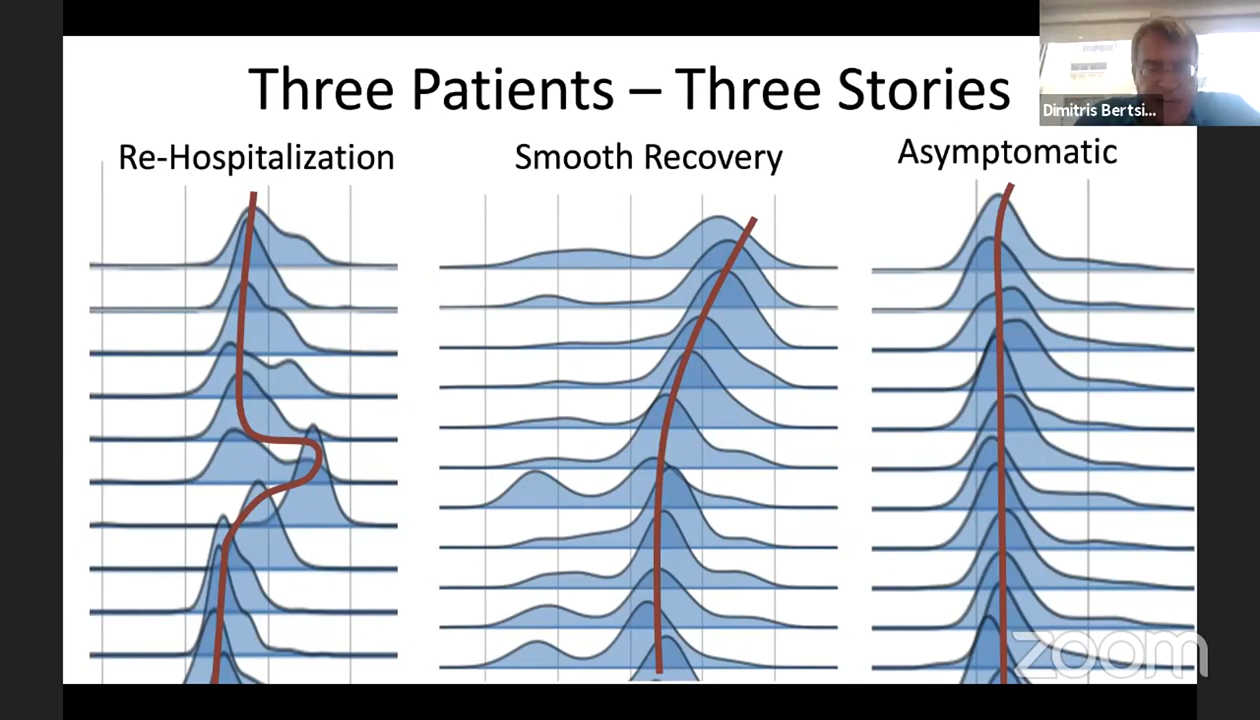 Three Patients – Three Stories
Dimitris Bertsi...
Re-Hospitalization
Smooth Recovery
Asymptomatic
zoom